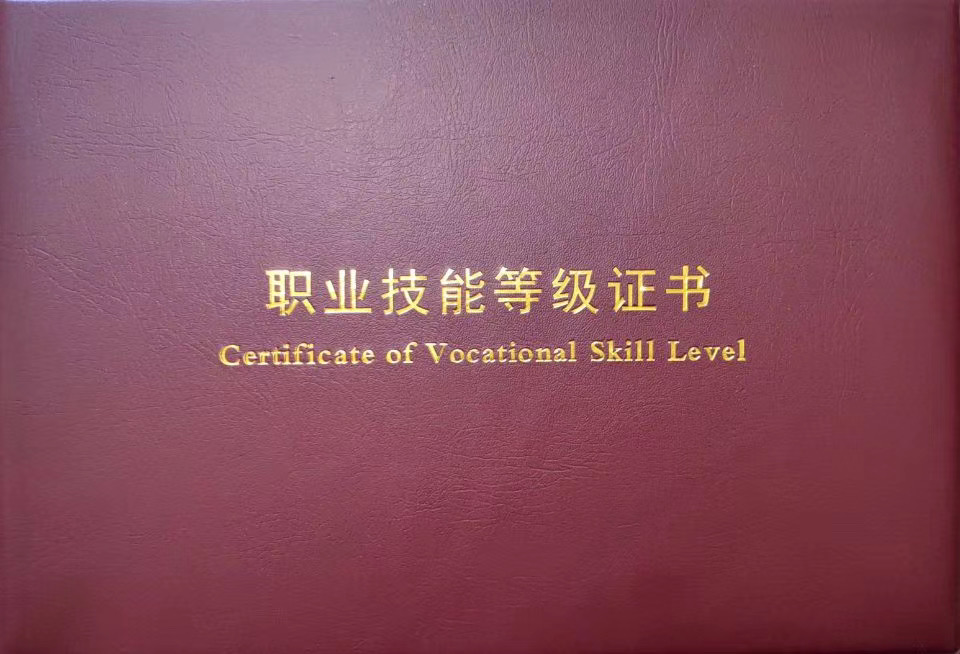 职业技能等级证书
Certificate of Vocational Skill Level